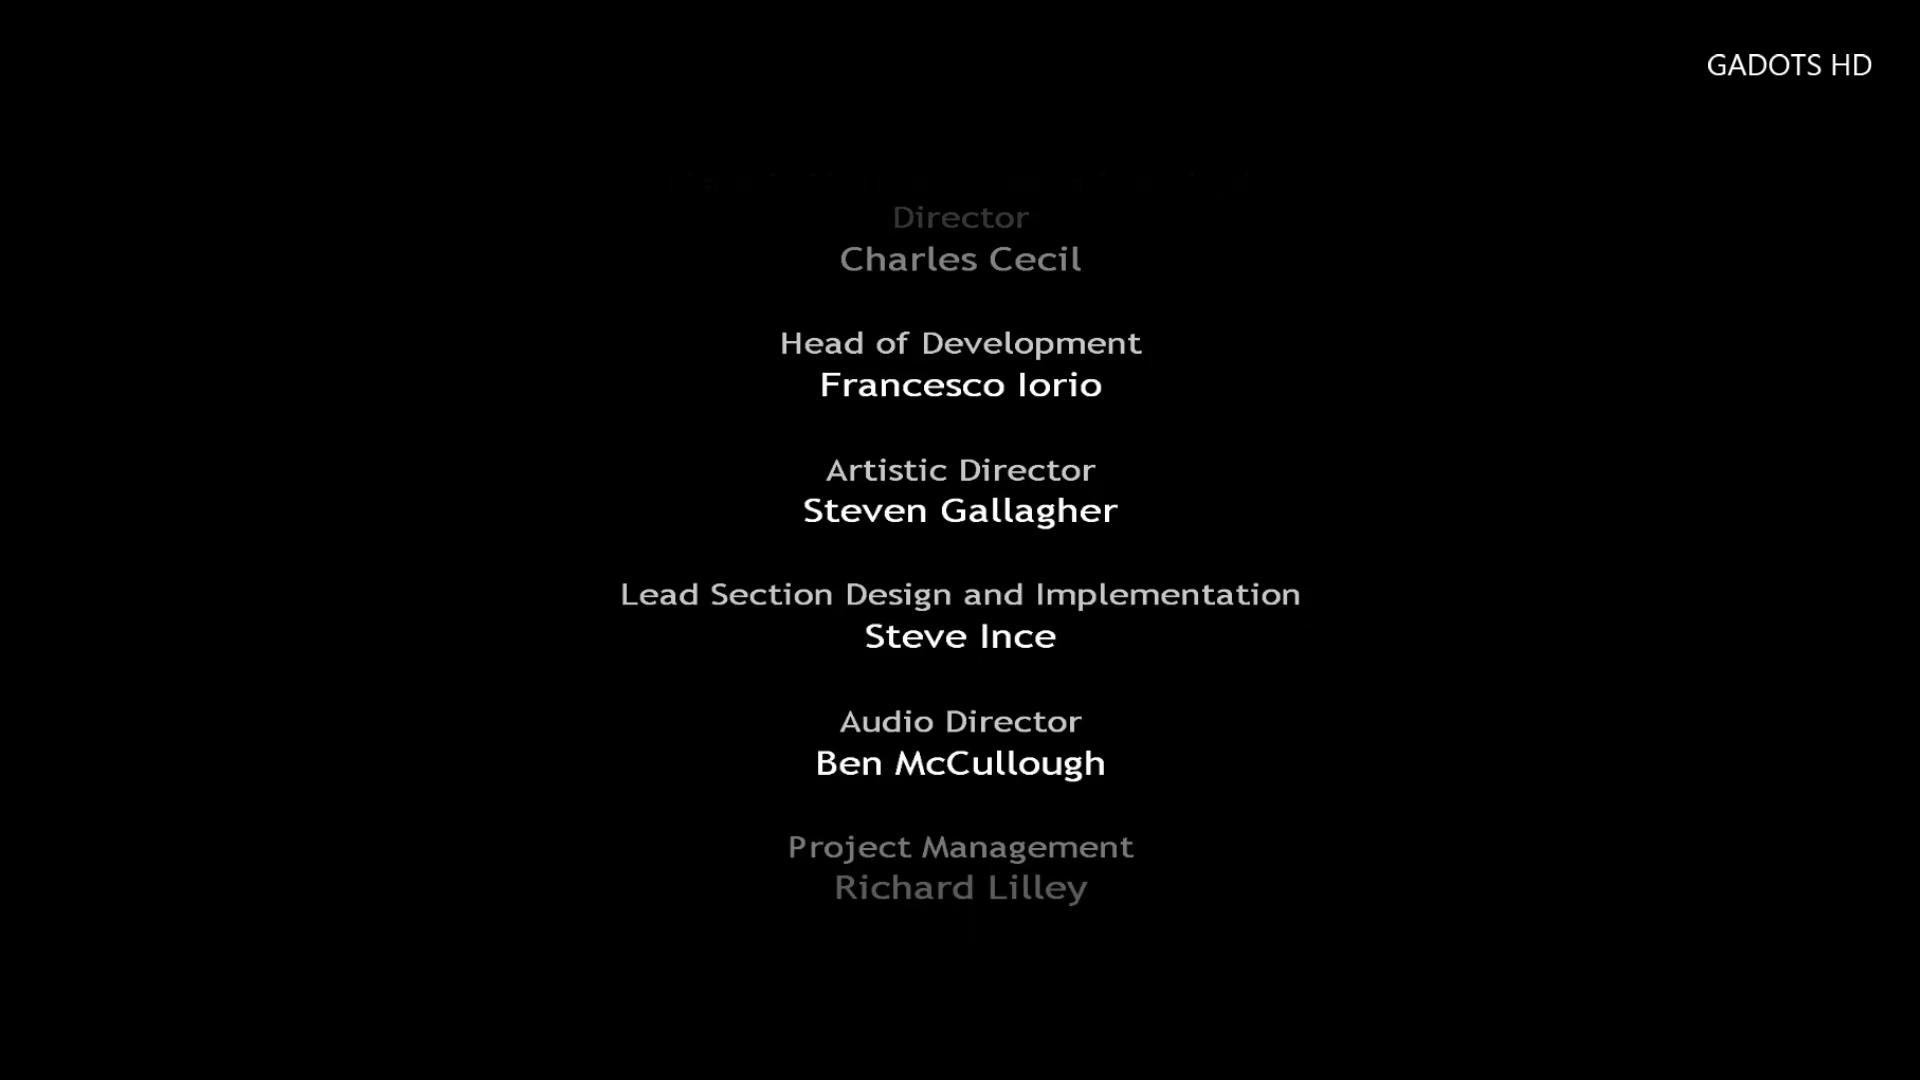 GADOTS HD
Director
Charles Cecil
Head of Development
Francesco Iorio
Artistic Director
Steven Gallagher
Lead Section Design and Implementation
Steve Ince
Audio Director
Ben McCullough
Project Management
Richard Lilley